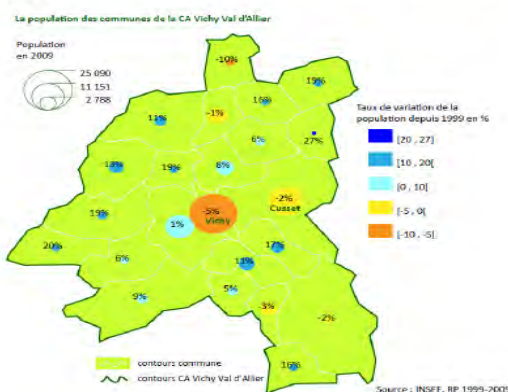 La population des communes de la CA Vichy Val d'Allier
Population
en 2009
25 090
11 151
2 788
-10%
19%
16%
-1%
11%
6%
27%
19%
8%
-2%
Cusset
19%
-5%
Vichy
1%
20%
6%
17%
11%
9%
5%
-3%
-2%
16%
Taux de variation de la
population depuis 1999 en %
[20 , 27]
[10 , 20[
[0 , 10]
[-5 , 0[
[-10 , -5[
contours commune
contours CA Vichy Val d'Allier
Source : INSEE, RP 1999-2009